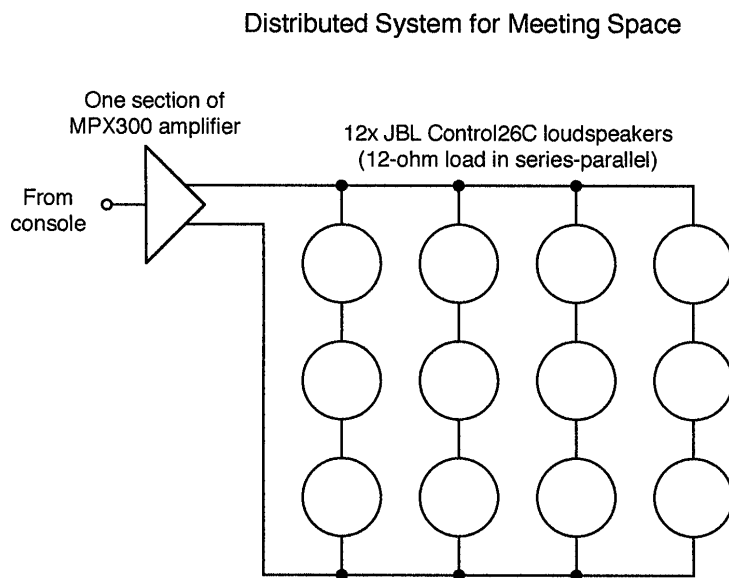 Distributed System for Meeting Space
One section of
MPX300 amplifier
12x JBL Control26C loudspeakers
(12-ohm load in series-parallel)
From
console